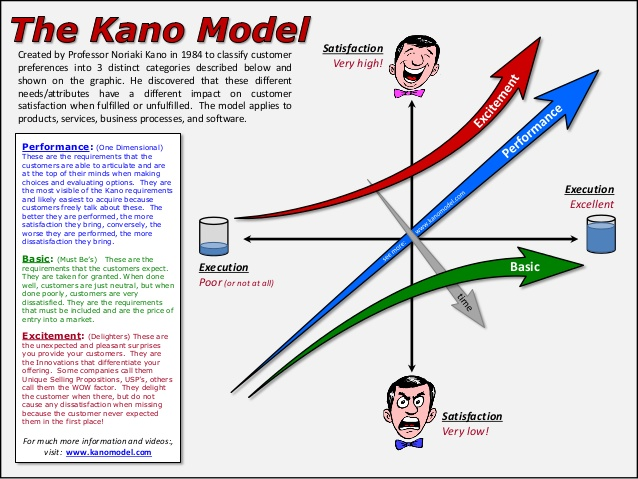 The Kano Model
Created by Professor Noriaki Kano in 1984 to classify customer
preferences into 3 distinct categories described below and
shown on the graphic. He discovered that these different
needs/attributes have a different impact on customer
satisfaction when fulfilled or unfulfilled. The model applies to
products, services, business processes, and software.
Performance: (One Dimensional)
These are the requirements that the
customers are able to articulate and are
at the top of their minds when making
choices and evaluating options. They are
the most visible of the Kano requirements
and likely easiest to acquire because
customers freely talk about these. The
better they are performed, the more
satisfaction they bring, conversely, the
worse they are performed, the more
dissatisfaction they bring.
Basic: (Must Be's) These are the
requirements that the customers expect.
They are taken for granted. When done
well, customers are just neutral, but when
done poorly, customers are very
dissatisfied. They are the requirements
that must be included and are the price of
entry into a market.
Excitement: (Delighters) These are
the unexpected and pleasant surprises
you provide your customers. They are
the Innovations that differentiate your
offering. Some companies call them
Unique Selling Propositions, USP's, others
call them the WOW factor. They delight
the customer when there, but do not
cause any dissatisfaction when missing
because the customer never expected
them in the first place!
For much more information and videos:,
visit: www.kanomodel.com
Satisfaction
Very high!
Excitement
Performance
Execution
Excellent
see more: www.kanomodel.com
Execution
Poor (or not at all)
Basic
time
Satisfaction
Very low!